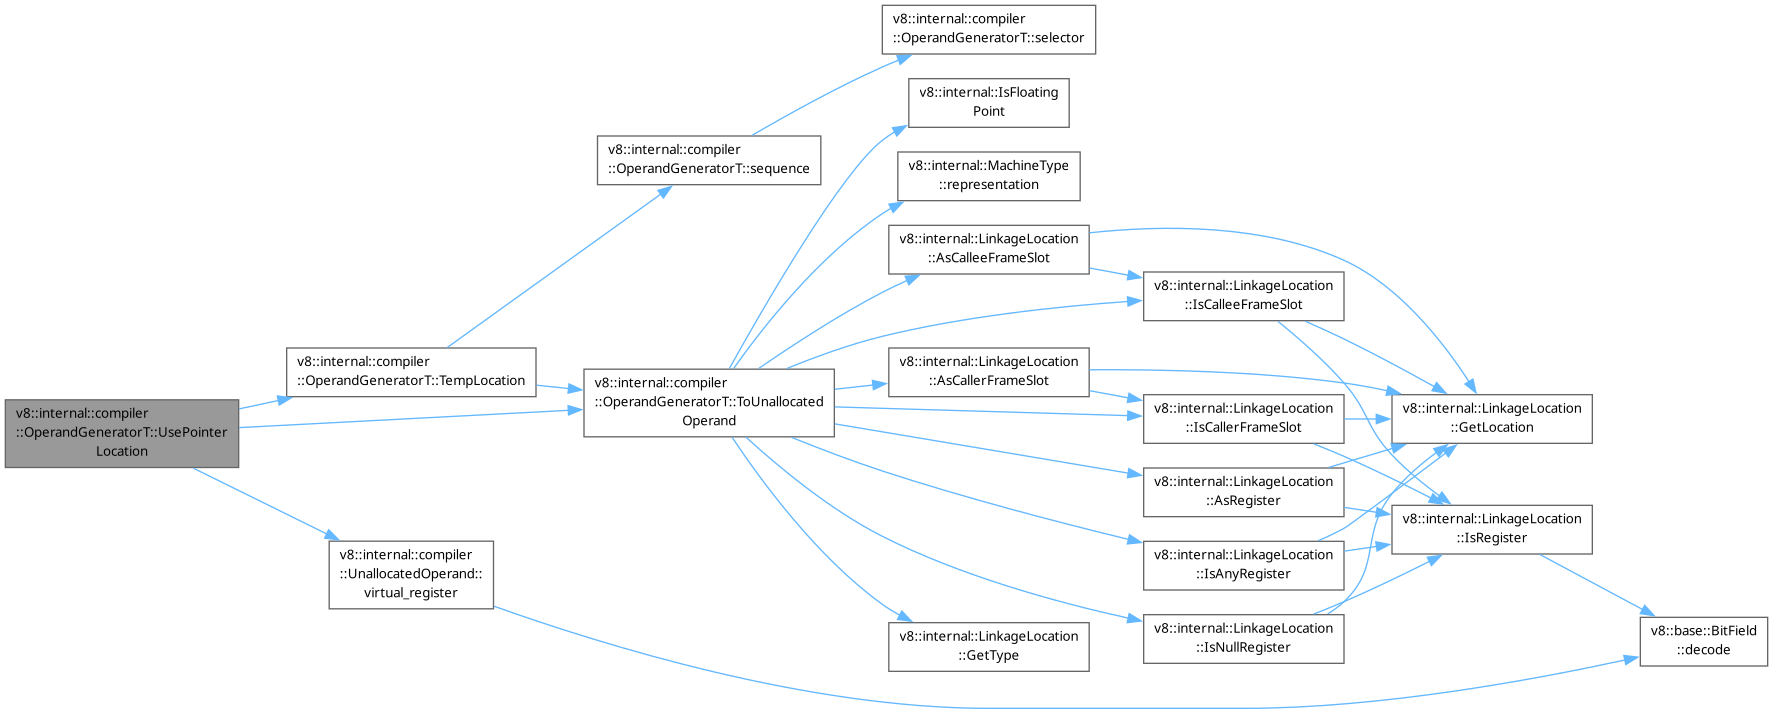 v8::internal::compiler
::OperandGeneratorT::UsePointer
Location
v8::internal::compiler
::OperandGeneratorT::TempLocation
v8::internal::compiler
::UnallocatedOperand::
virtual_register
v8::internal::compiler
::OperandGeneratorT::sequence
v8::internal::compiler
::OperandGeneratorT::ToUnallocated
Operand
v8::internal::compiler
::OperandGeneratorT::selector
v8::internal::IsFloating
Point
v8::internal::MachineType
::representation
v8::internal::LinkageLocation
::AsCalleeFrameSlot
v8::internal::LinkageLocation
::AsCallerFrameSlot
v8::internal::LinkageLocation
::GetType
v8::internal::LinkageLocation
::IsCalleeFrameSlot
v8::internal::LinkageLocation
::IsCallerFrameSlot
v8::internal::LinkageLocation
::AsRegister
v8::internal::LinkageLocation
::IsAnyRegister
v8::internal::LinkageLocation
::IsNullRegister
v8::internal::LinkageLocation
::GetLocation
v8::internal::LinkageLocation
::IsRegister
v8::base::BitField
::decode